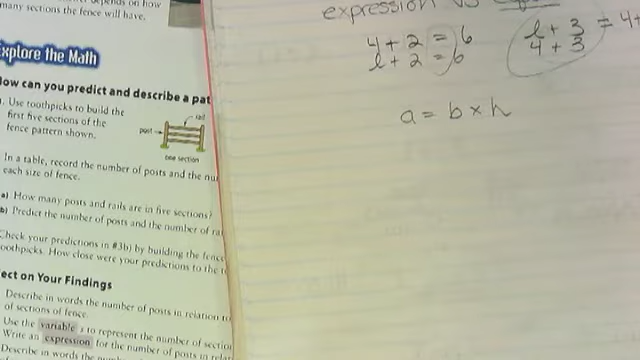 depends on how
many sections the fence will have.
Explore the Math
How can you predict and describe a pat
Use toothpicks to build the
first five sections of the
fence pattern shown.
rail
post
one section
In a table, record the number of posts and the nu
each size of fence.
a) How many posts and rails are in five sections?
b) Predict the number of posts and the number of ra
Check your predictions in #3b) by building the fence
toothpicks. How close were your predictions to the
ect on Your Findings
Describe in words the number of posts in relation to
of sections of fence.
Use the variable s to represent the number of section
Write an expression for the number of posts in relat
Describe in words the number
expression vs
4 + 2 = 6
l + 2 = 6
l + 3 = 4
4 + 3
a = b x h